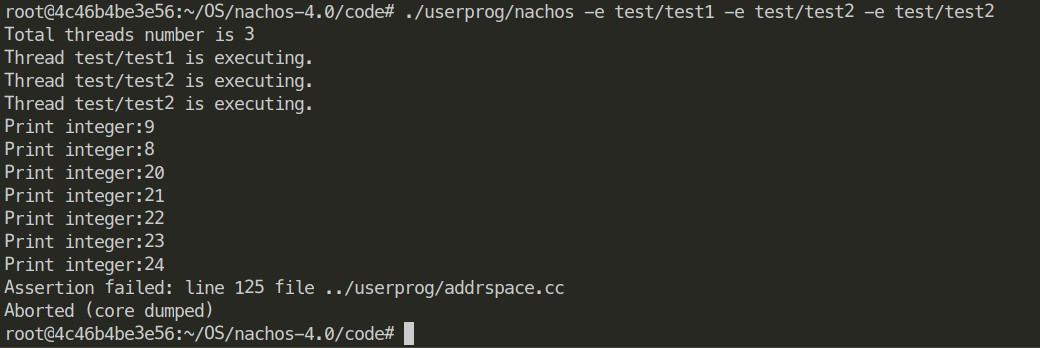 root@4c46b4be3e56:~/OS/nachos-4.0/code# ./userprog/nachos -e test/test1 -e test/test2 -e test/test2
Total threads number is 3
Thread test/test1 is executing.
Thread test/test2 is executing.
Thread test/test2 is executing.
Print integer:9
Print integer:8
Print integer:20
Print integer:21
Print integer:22
Print integer:23
Print integer:24
Assertion failed: line 125 file ../userprog/addrspace.cc
Aborted (core dumped)
root@4c46b4be3e56:~/OS/nachos-4.0/code#